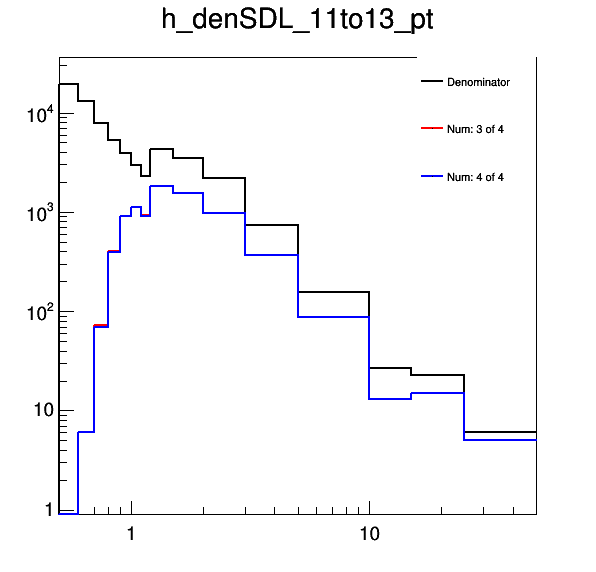 h_denSDL_11to13_pt
Denominator
Num: 3 of 4
Num: 4 of 4
10^4
10^3
10^2
10
1
1
10